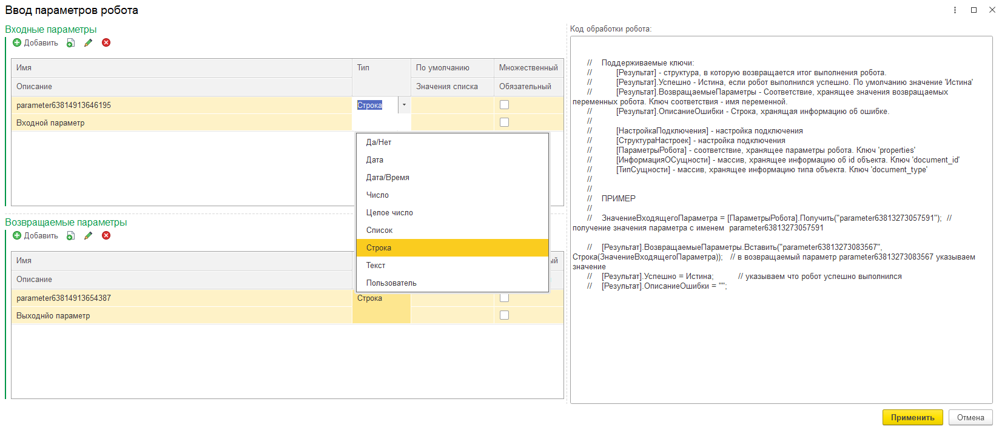 Ввод параметров робота
Входные параметры
Добавить
Имя
Тип
По умолчанию
Множественный
Описание
Значения списка
Обязательный
parameter63814913646195
Строка
Входной параметр
Да/Нет
Дата
Дата/Время
Число
Целое число
Список
Строка
Текст
Пользователь
Возвращаемые параметры
Добавить
Имя
ый
Описание
parameter63814913654387
Строка
Выходнйо параметр
Код обработки робота:
// Поддерживаемые ключи:
// [Результат] - структура, в которую возвращается итог выполнения робота.
// [Результат].Успешно - Истина, если робот выполнился успешно. По умолчанию значение 'Истина'
// [Результат].ВозвращаемыеПараметры - Соответствие, хранящее значения возвращаемых
переменных робота. Ключ соответствия - имя переменной.
// [Результат].ОписаниеОшибки - Строка, хранящая информацию об ошибке.
//
// [НастройкаПодключения] - настройка подключения
// [СтруктураНастроек] - настройка подключения
// [ПараметрыРобота] - соответствие, хранящее параметры робота. Ключ 'properties'
// [ИнформацияОСущности] - массив, хранящее информацию об id объекта. Ключ 'document_id'
// [ТипСущности] - массив, хранящее информацию типа объекта. Ключ 'document_type'
//
//
// ПРИМЕР
//
// ЗначениеВходящегоПараметра = [ПараметрыРобота].Получить("parameter63813273057591"); //
получение значения параметра с именем parameter63813273057591
// [Результат].ВозвращаемыеПараметры.Вставить("parameter63813273083567",
Строка(ЗначениеВходящегоПараметра)); // в возвращаемый параметр parameter63813273083567 указываем
значение
// [Результат].Успешно = Истина; // указываем что робот успешно выполнился
// [Результат].ОписаниеОшибки = "";
Применить
Отмена